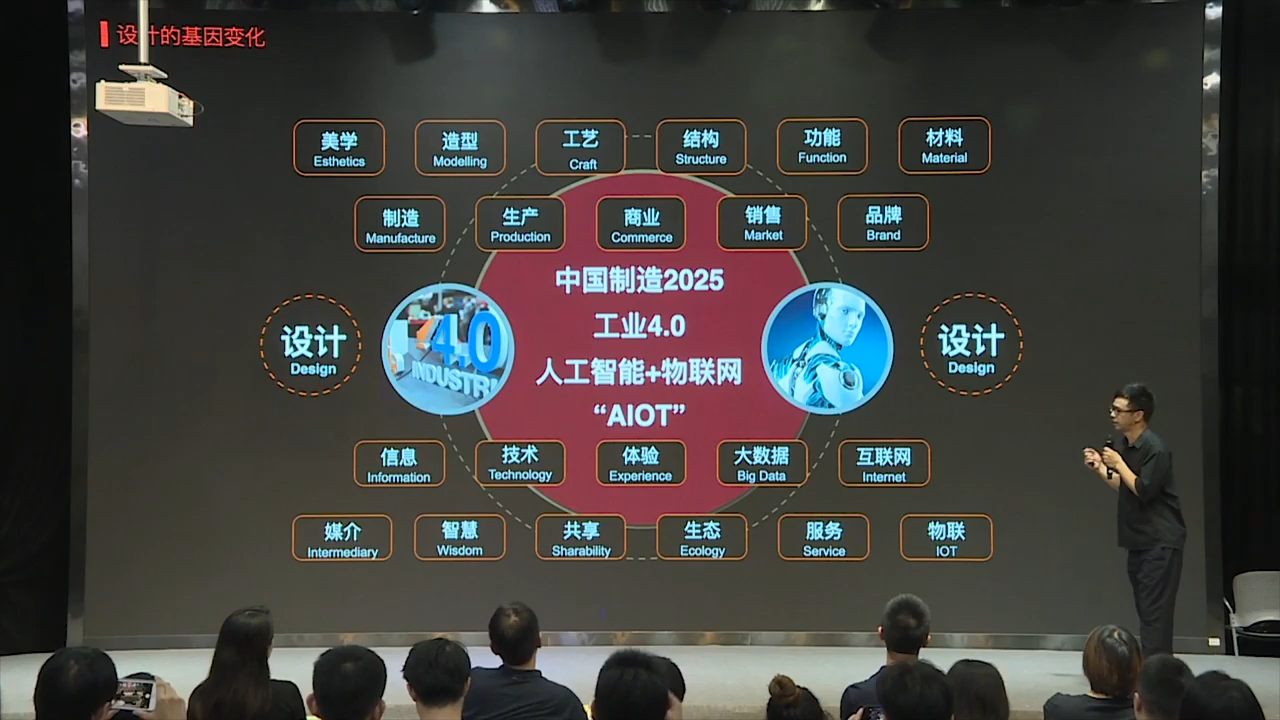 设计的基因变化
美学
Esthetics
造型
Modelling
工艺
Craft
结构
Structure
功能
Function
材料
Material
制造
Manufacture
生产
Production
商业
Commerce
销售
Market
品牌
Brand
中国制造2025
工业4.0
人工智能+物联网
“AIOT”
设计
Design
4.0
INDUSTRI
设计
Design
信息
Information
技术
Technology
体验
Experience
大数据
Big Data
互联网
Internet
媒介
Intermediary
智慧
Wisdom
共享
Sharability
生态
Ecology
服务
Service
物联
IOT